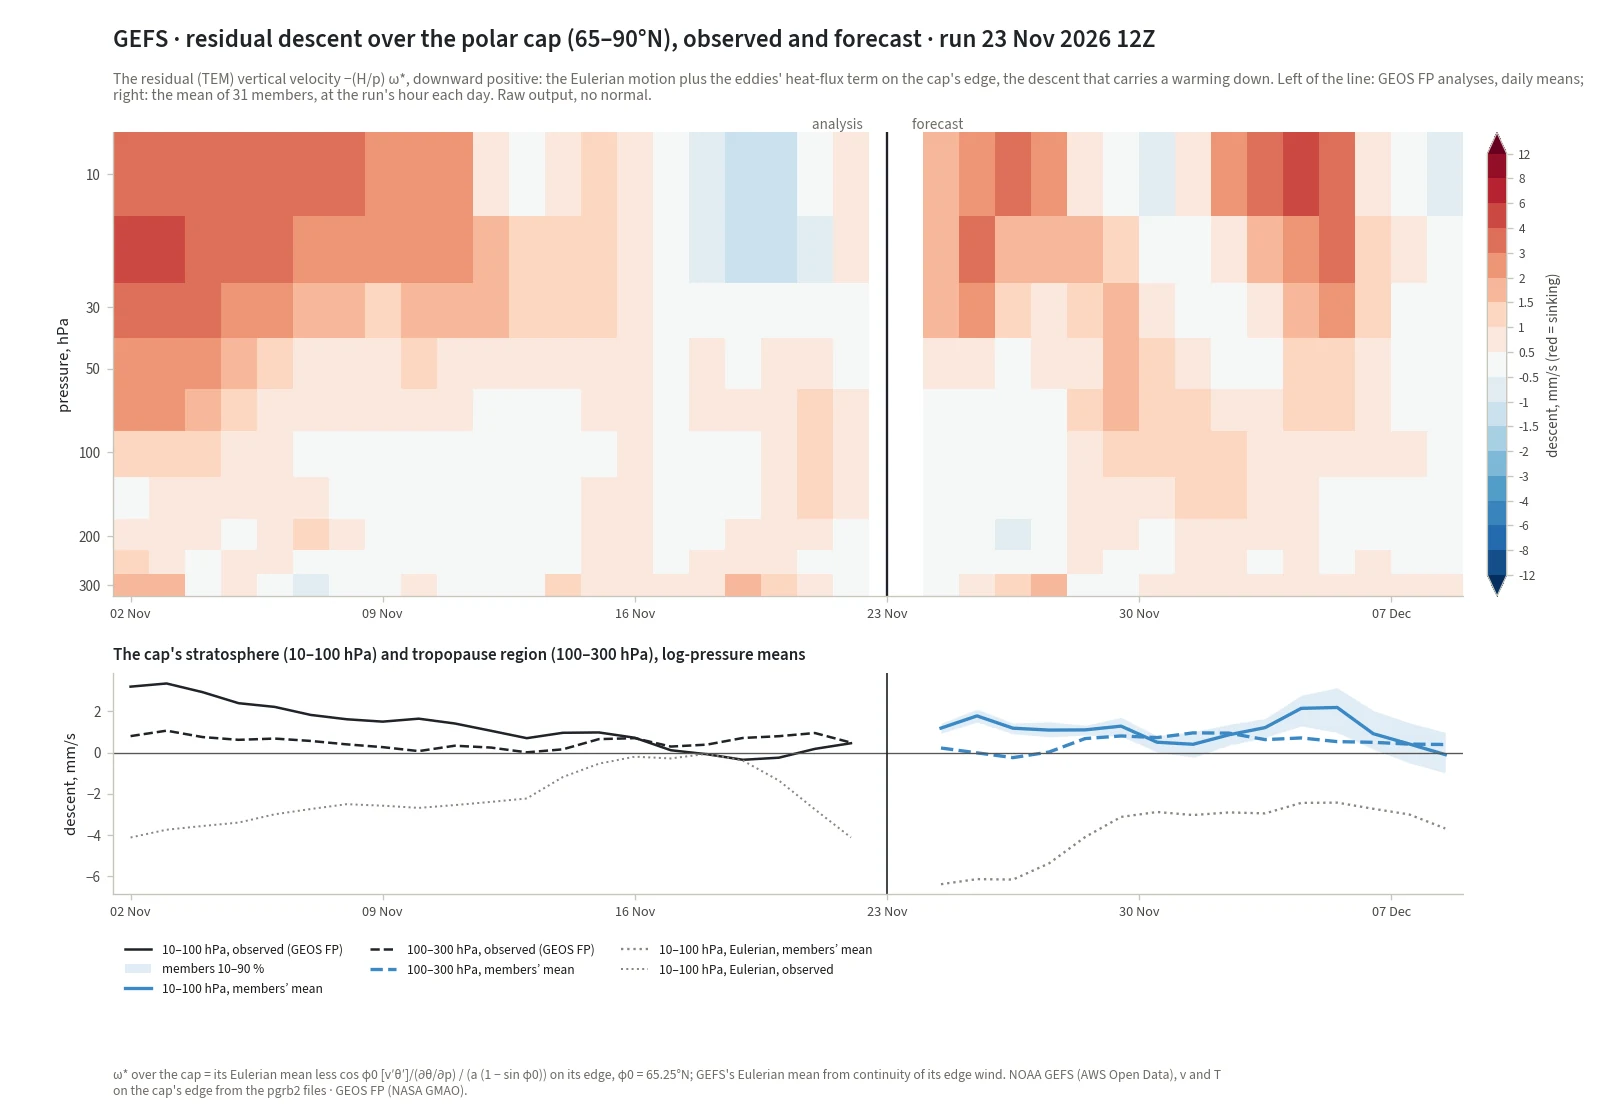 GEFS · residual descent over the polar cap (65–90°N), observed and forecast · run 23 Nov 2026 12Z
The residual (TEM) vertical velocity −(H/p) ω*, downward positive: the Eulerian motion plus the eddies' heat-flux term on the cap's edge, the descent that carries a warming down. Left of the line: GEOS FP analyses, daily means;
right: the mean of 31 members, at the run's hour each day. Raw output, no normal.
analysis
forecast
pressure, hPa
10
30
50
100
200
300
02 Nov
09 Nov
16 Nov
23 Nov
30 Nov
07 Dec
12
8
6
4
3
2
1.5
1
0.5
-0.5
-1
-1.5
-2
-3
-4
-6
-8
-12
descent, mm/s (red = sinking)
The cap's stratosphere (10–100 hPa) and tropopause region (100–300 hPa), log-pressure means
descent, mm/s
2
0
−2
−4
−6
02 Nov
09 Nov
16 Nov
23 Nov
30 Nov
07 Dec
10–100 hPa, observed (GEOS FP)
members 10–90 %
10–100 hPa, members’ mean
100–300 hPa, observed (GEOS FP)
100–300 hPa, members’ mean
10–100 hPa, Eulerian, members’ mean
10–100 hPa, Eulerian, observed
ω* over the cap = its Eulerian mean less cos φ0 [v′θ′]/(∂θ/∂p) / (a (1 − sin φ0)) on its edge, φ0 = 65.25°N; GEFS's Eulerian mean from continuity of its edge wind. NOAA GEFS (AWS Open Data), v and T
on the cap's edge from the pgrb2 files · GEOS FP (NASA GMAO).